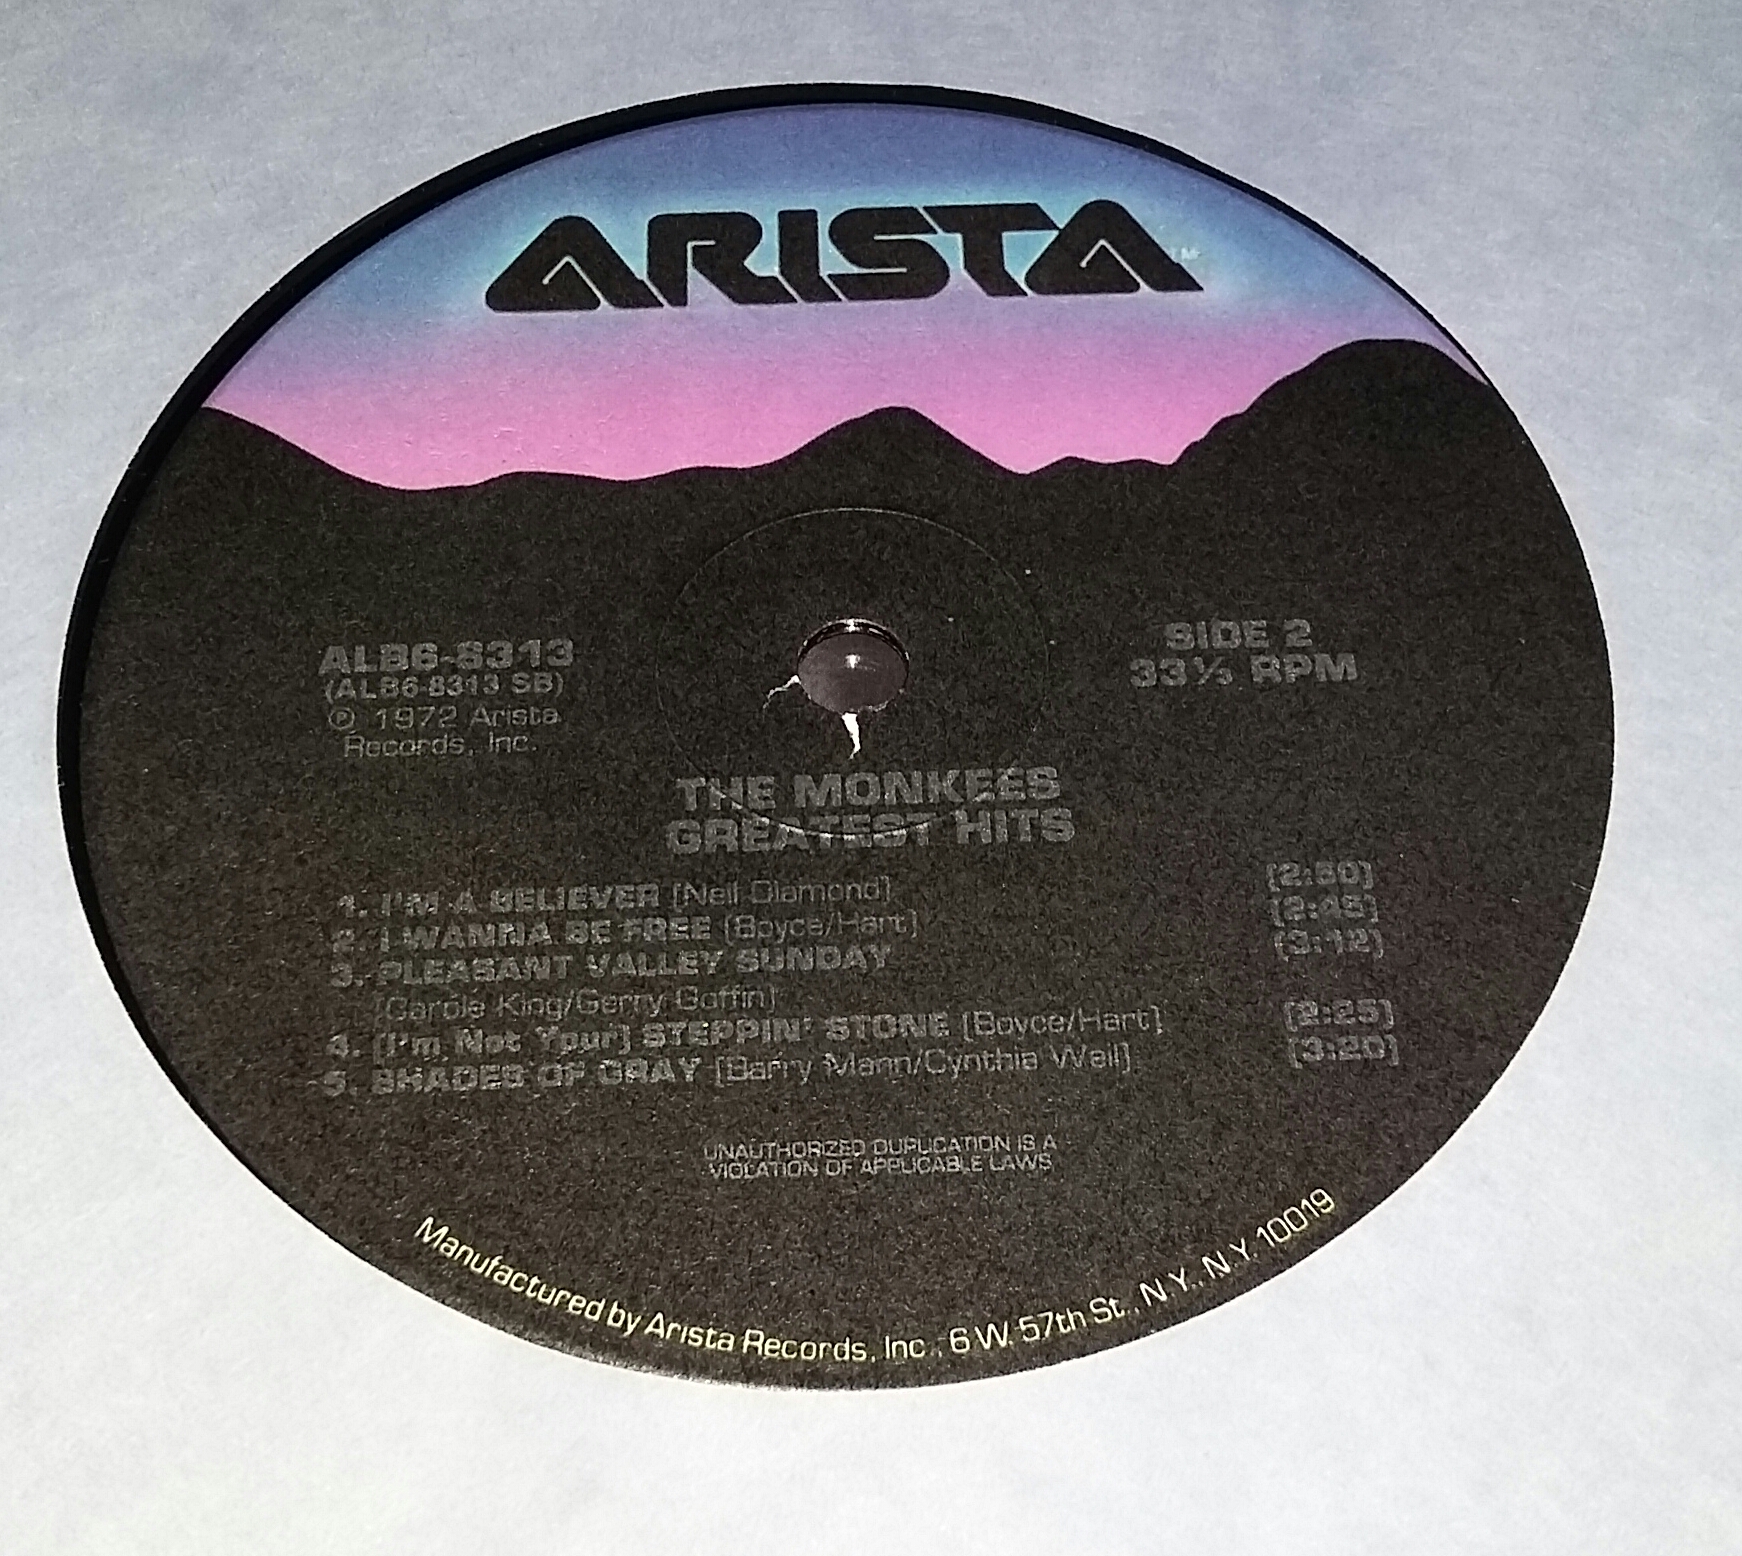 ARISTA™
ALB6-8313
(ALB6-8313 SB)
℗ 1972 Arista
Records, Inc.
SIDE 2
33⅓ RPM
THE MONKEES
GREATEST HITS
1. I'M A BELIEVER [Neil Diamond] [2:50]
2. I WANNA BE FREE [Boyce/Hart] [2:45]
3. PLEASANT VALLEY SUNDAY [3:12]
[Carole King/Gerry Goffin]
4. [I'm Not Your] STEPPIN' STONE [Boyce/Hart] [2:25]
5. SHADES OF GRAY [Barry Mann/Cynthia Weil] [3:20]
UNAUTHORIZED DUPLICATION IS A
VIOLATION OF APPLICABLE LAWS
Manufactured by Arista Records, Inc., 6 W. 57th St., N.Y., N.Y. 10019